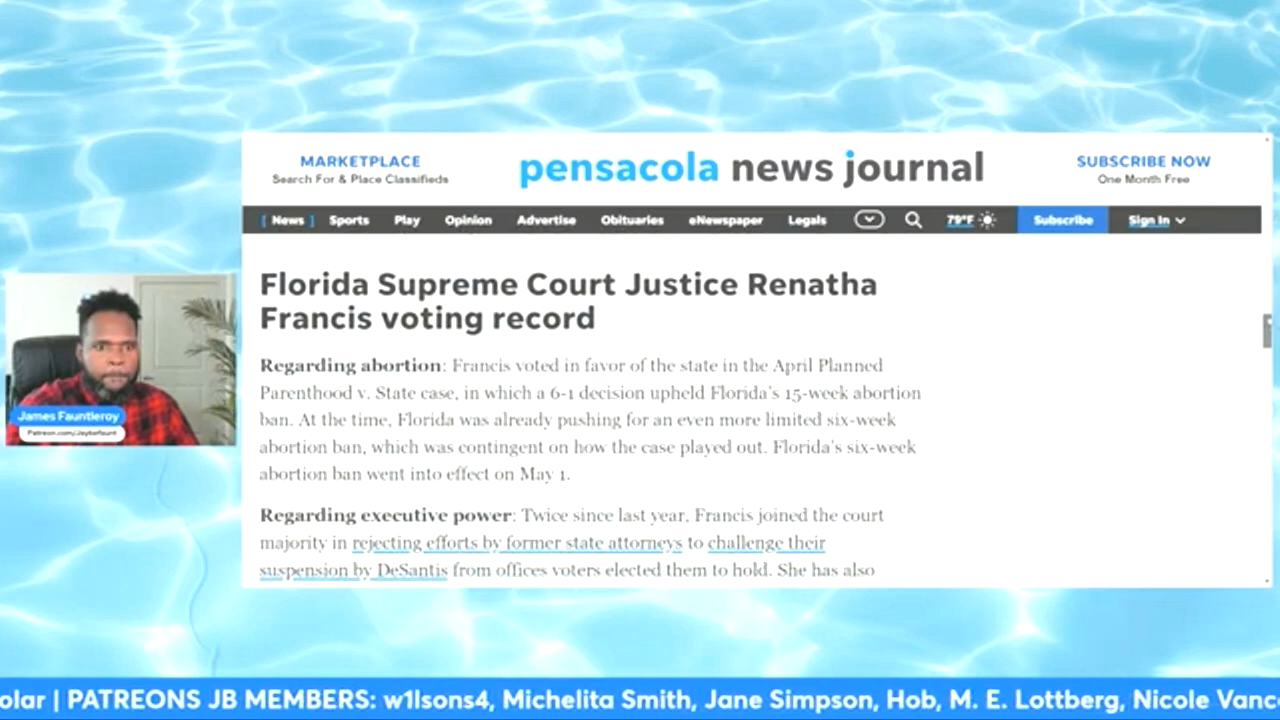 MARKETPLACE
Search For & Place Classifieds
pensacola news journal
SUBSCRIBE NOW
One Month Free
[ News ] Sports Play Opinion Advertise Obituaries eNewspaper Legals 79°F Subscribe Sign In
Florida Supreme Court Justice Renatha
Francis voting record
Regarding abortion: Francis voted in favor of the state in the April Planned
Parenthood v. State case, in which a 6-1 decision upheld Florida's 15-week abortion
ban. At the time, Florida was already pushing for an even more limited six-week
abortion ban, which was contingent on how the case played out. Florida's six-week
abortion ban went into effect on May 1.
Regarding executive power: Twice since last year, Francis joined the court
majority in rejecting efforts by former state attorneys to challenge their
suspension by DeSantis from offices voters elected them to hold. She has also
James Fauntleroy
Patreon.com/Jaybefaunt
olar | PATREONS JB MEMBERS: w1lsons4, Michelita Smith, Jane Simpson, Hob, M. E. Lottberg, Nicole Vanc